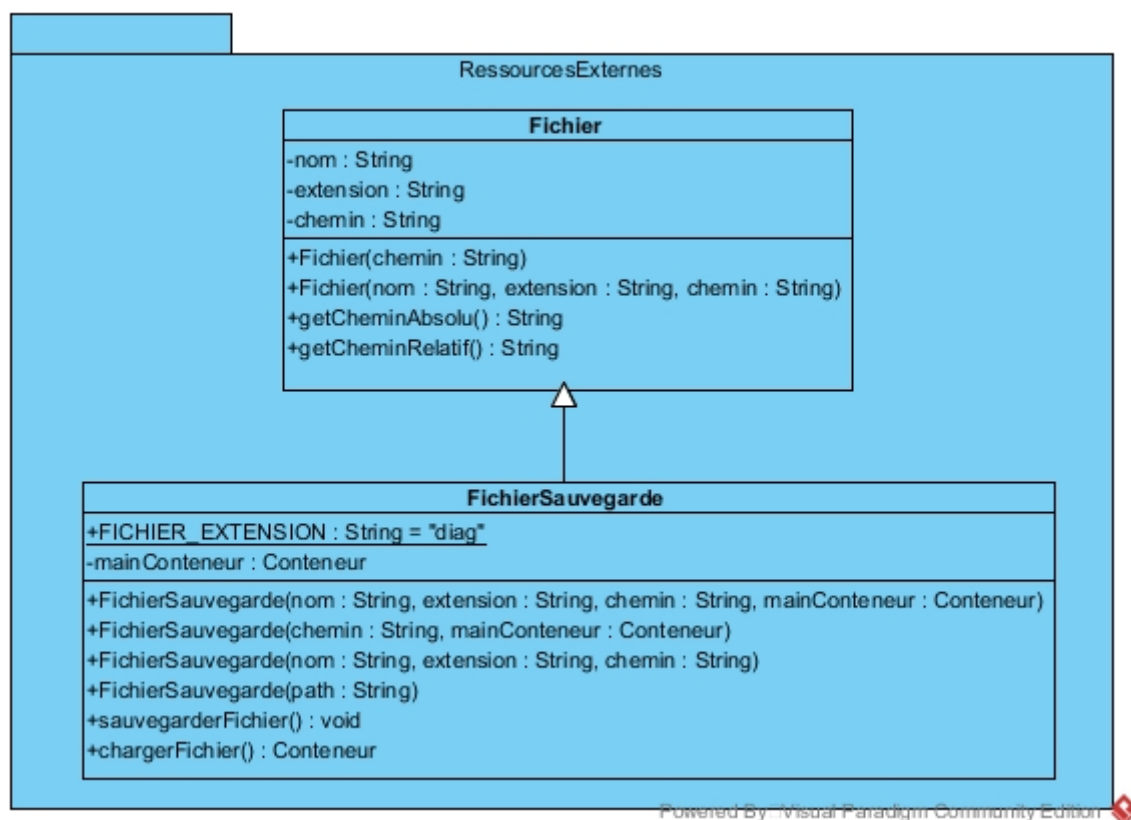 RessourcesExternes
Fichier
-nom : String
-extension : String
-chemin : String
+Fichier(chemin : String)
+Fichier(nom : String, extension : String, chemin : String)
+getCheminAbsolu() : String
+getCheminRelatif() : String
FichierSauvegarde
+FICHIER_EXTENSION : String = "diag"
-mainConteneur : Conteneur
+FichierSauvegarde(nom : String, extension : String, chemin : String, mainConteneur : Conteneur)
+FichierSauvegarde(chemin : String, mainConteneur : Conteneur)
+FichierSauvegarde(nom : String, extension : String, chemin : String)
+FichierSauvegarde(path : String)
+sauvegarderFichier() : void
+chargerFichier() : Conteneur
Powered By Visual Paradigm Community Edition